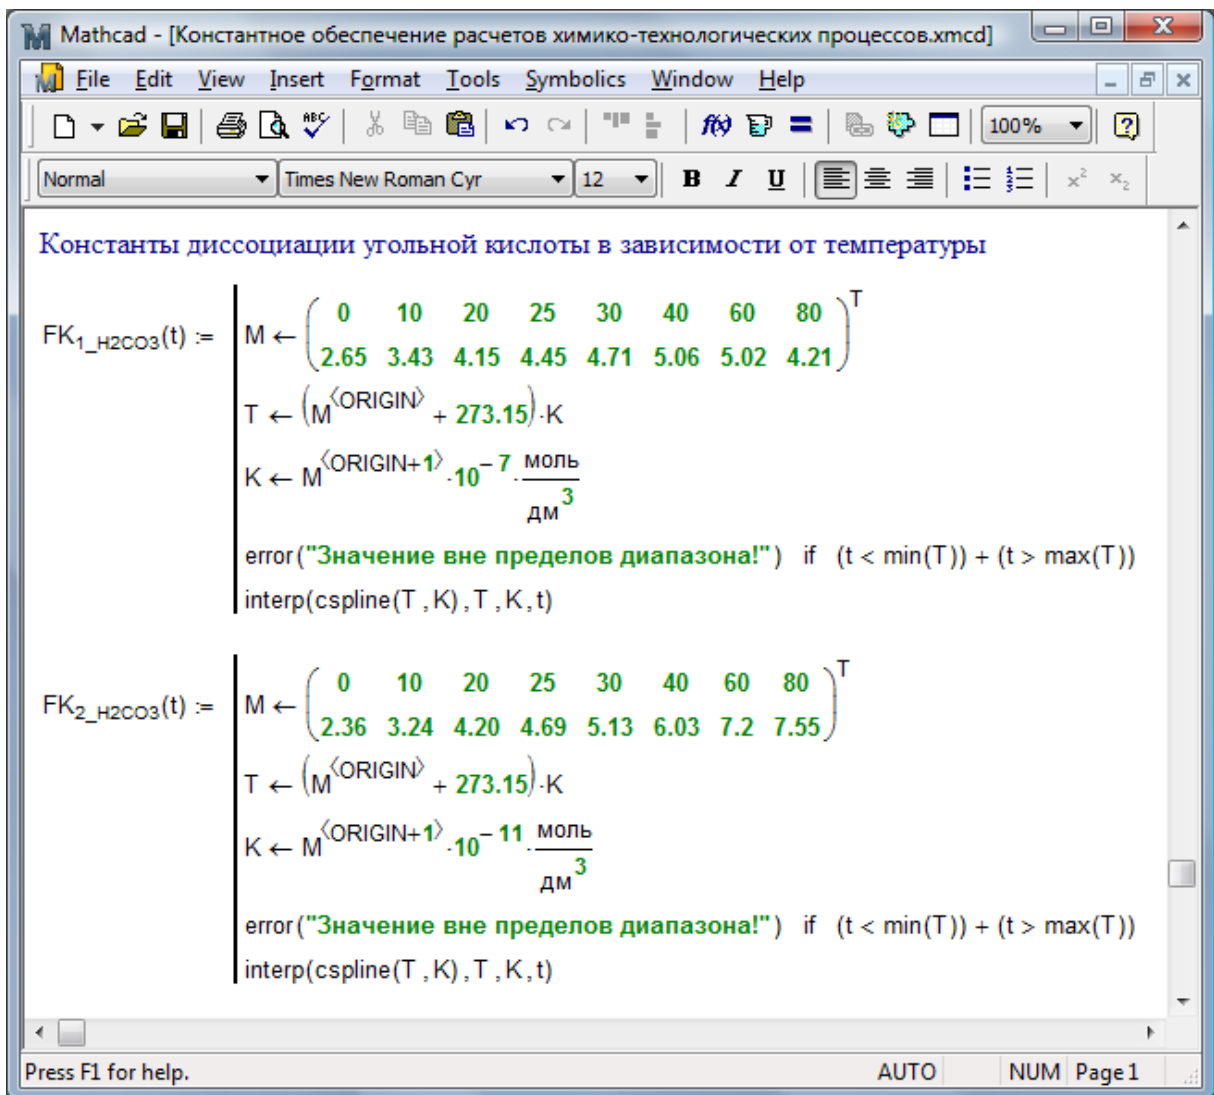 Mathcad - [Константное обеспечение расчетов химико-технологических процессов.xmcd]
File Edit View Insert Format Tools Symbolics Window Help
100%
Normal Times New Roman Cyr 12 B I U
Константы диссоциации угольной кислоты в зависимости от температуры
FK1_H2CO3(t) := M ← ( 0 10 20 25 30 40 60 80
2.65 3.43 4.15 4.45 4.71 5.06 5.02 4.21 )^T
T ← (M^<ORIGIN> + 273.15)·K
K ← M^<ORIGIN+1>·10^-7·моль/дм^3
error("Значение вне пределов диапазона!") if (t < min(T)) + (t > max(T))
interp(cspline(T,K),T,K,t)
FK2_H2CO3(t) := M ← ( 0 10 20 25 30 40 60 80
2.36 3.24 4.20 4.69 5.13 6.03 7.2 7.55 )^T
T ← (M^<ORIGIN> + 273.15)·K
K ← M^<ORIGIN+1>·10^-11·моль/дм^3
error("Значение вне пределов диапазона!") if (t < min(T)) + (t > max(T))
interp(cspline(T,K),T,K,t)
Press F1 for help. AUTO NUM Page 1